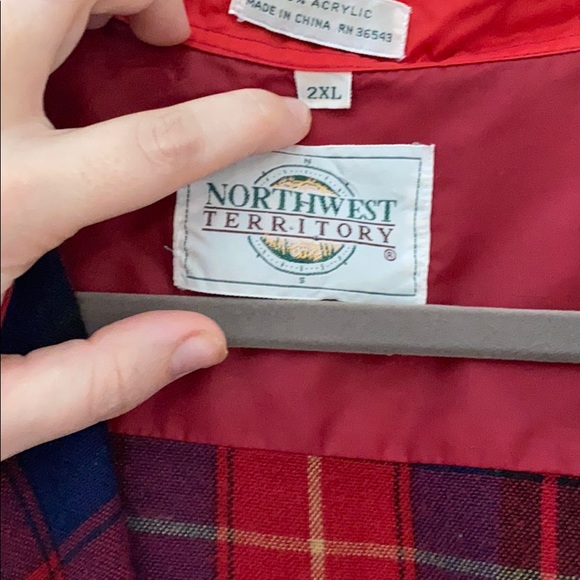 % ACRYLIC
MADE IN CHINA RN 36543
2XL
N
NORTHWEST
TERRITORY ®
S